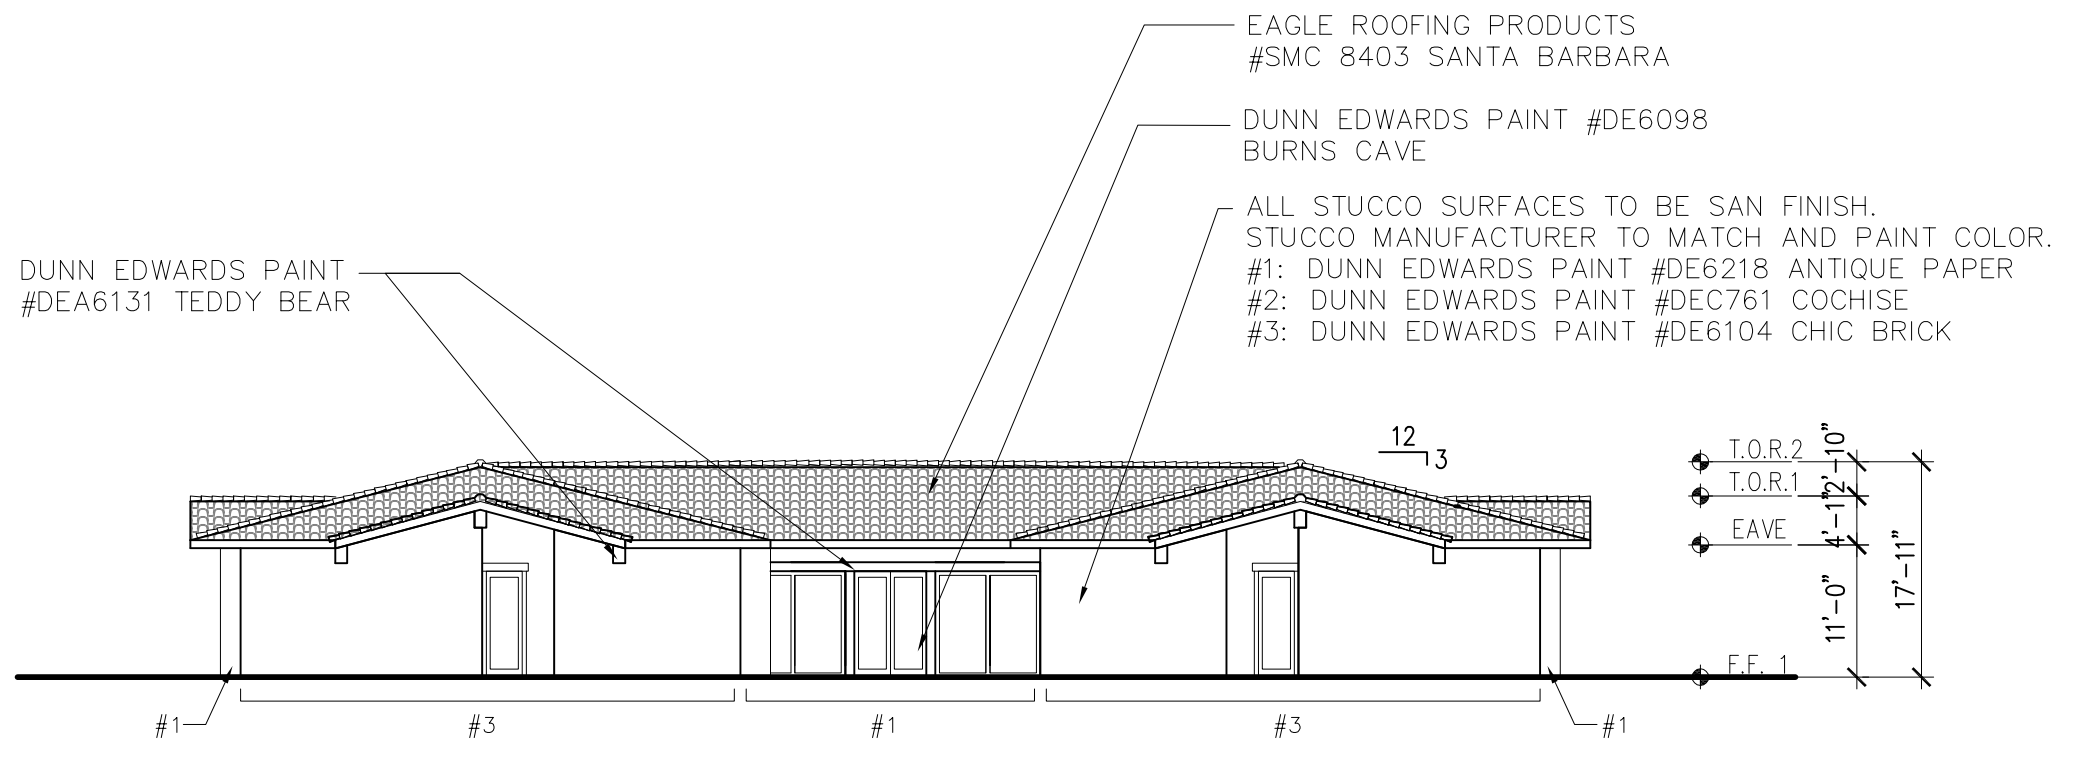 EAGLE ROOFING PRODUCTS
#SMC 8403 SANTA BARBARA
DUNN EDWARDS PAINT #DE6098
BURNS CAVE
ALL STUCCO SURFACES TO BE SAN FINISH.
STUCCO MANUFACTURER TO MATCH AND PAINT COLOR.
#1: DUNN EDWARDS PAINT #DE6218 ANTIQUE PAPER
#2: DUNN EDWARDS PAINT #DEC761 COCHISE
#3: DUNN EDWARDS PAINT #DE6104 CHIC BRICK
DUNN EDWARDS PAINT
#DEA6131 TEDDY BEAR
12
3
T.O.R.2
T.O.R.1
EAVE
F.F. 1
2'-10"
4'-1"
11'-0"
17'-11"
#1
#3
#1
#3
#1